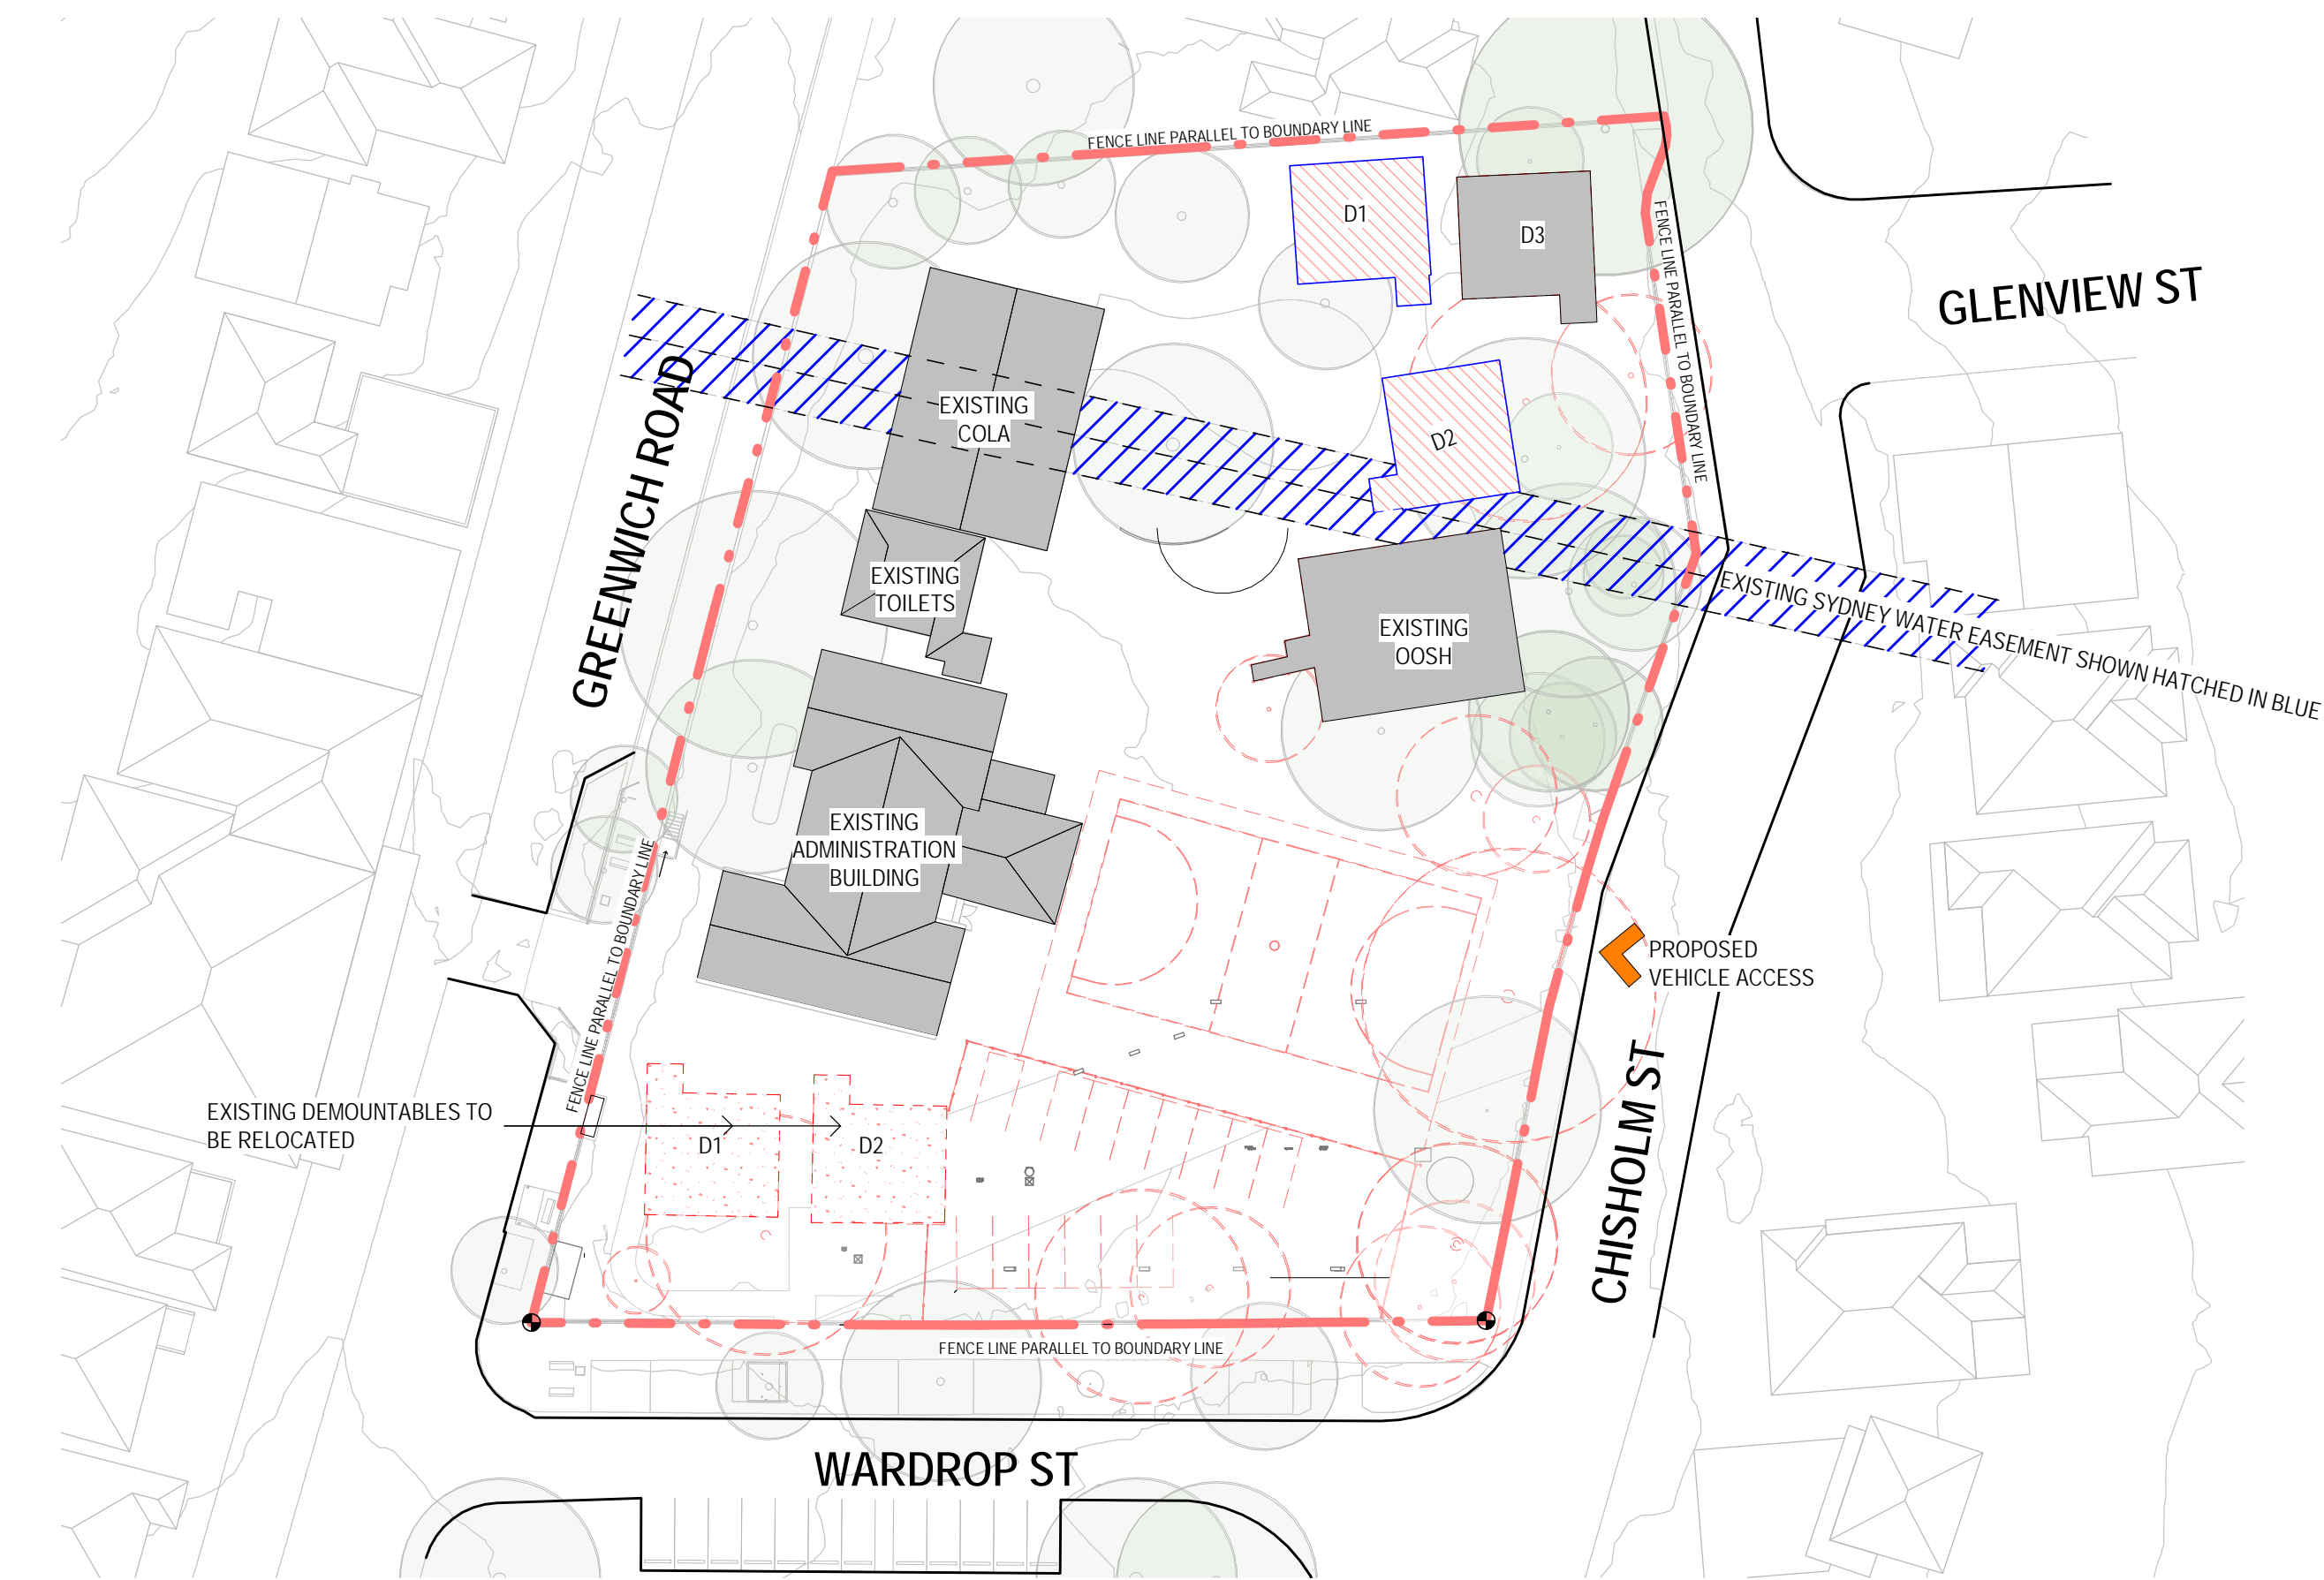 FENCE LINE PARALLEL TO BOUNDARY LINE
D1
D3
FENCE LINE PARALLEL TO BOUNDARY LINE
GLENVIEW ST
GREENWICH ROAD
EXISTING
COLA
D2
EXISTING
TOILETS
EXISTING
OOSH
EXISTING SYDNEY WATER EASEMENT SHOWN HATCHED IN BLUE
EXISTING
ADMINISTRATION
BUILDING
FENCE LINE PARALLEL TO BOUNDARY LINE
PROPOSED
VEHICLE ACCESS
CHISHOLM ST
EXISTING DEMOUNTABLES TO
BE RELOCATED
D1
D2
FENCE LINE PARALLEL TO BOUNDARY LINE
WARDROP ST